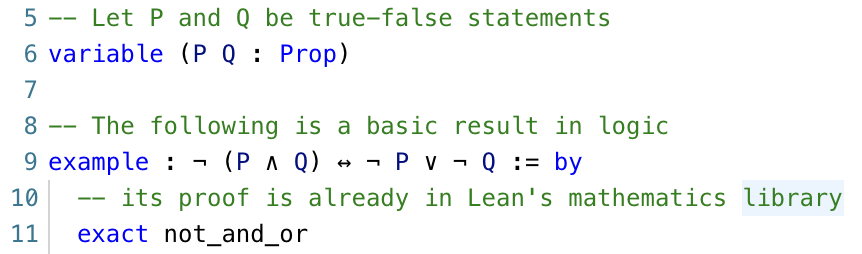 5 -- Let P and Q be true-false statements
6 variable (P Q : Prop)
7
8 -- The following is a basic result in logic
9 example : ¬ (P ∧ Q) ↔ ¬ P ∨ ¬ Q := by
10 -- its proof is already in Lean's mathematics library
11 exact not_and_or